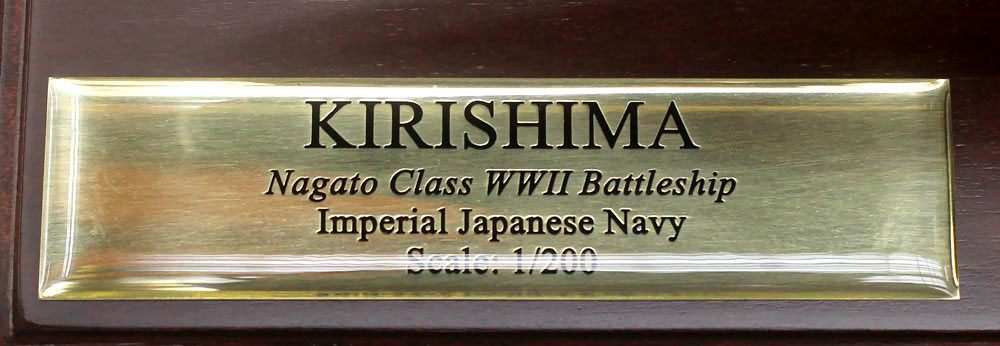 KIRISHIMA
Nagato Class WWII Battleship
Imperial Japanese Navy
Scale: 1/200